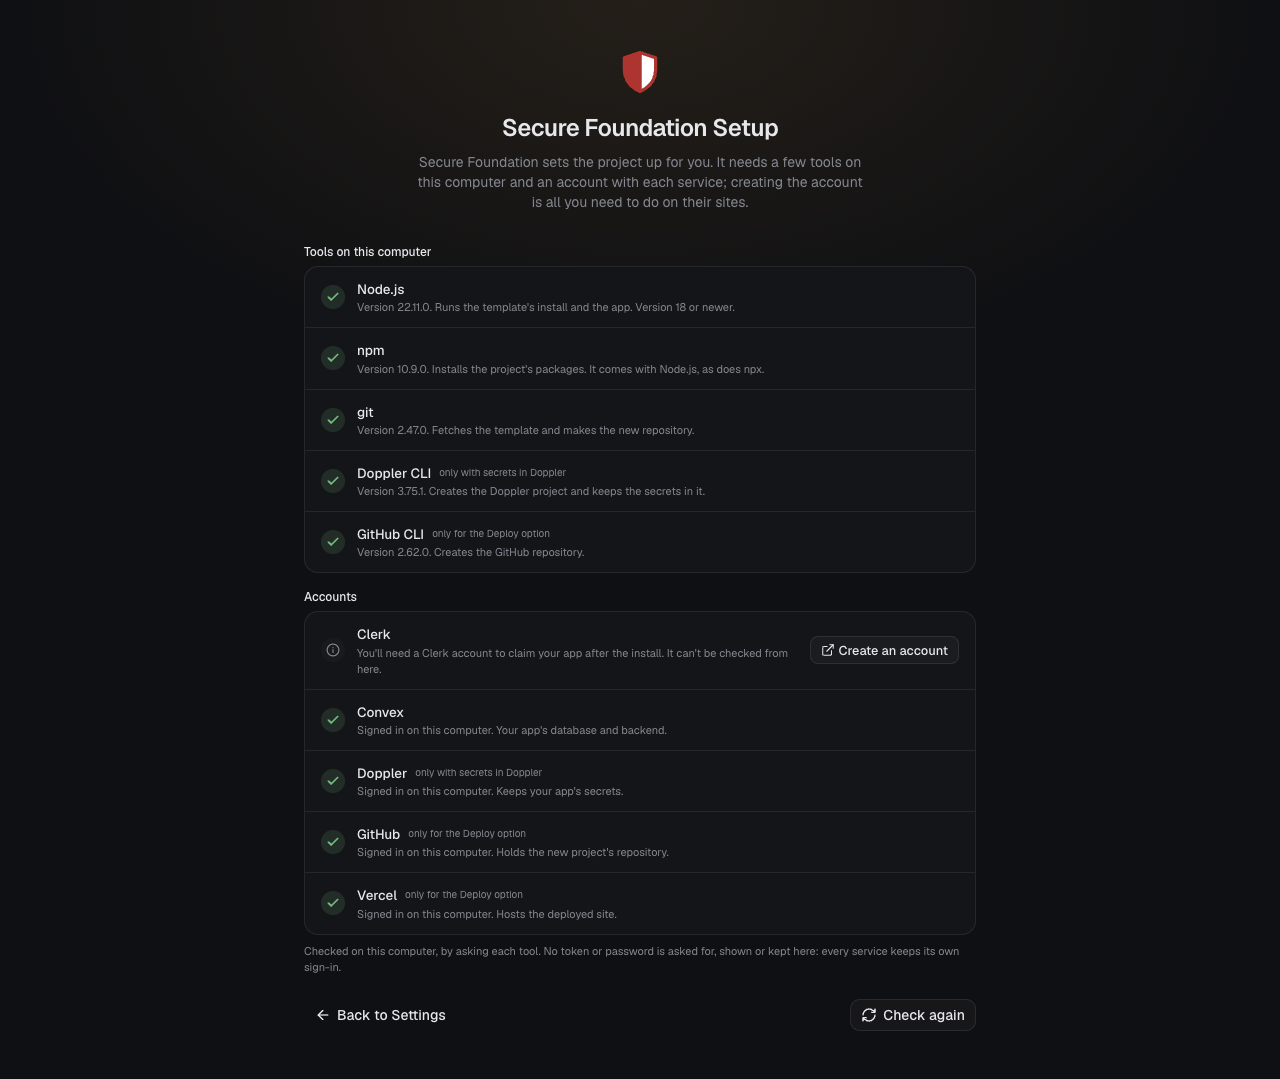 Secure Foundation Setup
Secure Foundation sets the project up for you. It needs a few tools on
this computer and an account with each service; creating the account
is all you need to do on their sites.
Tools on this computer
Node.js
Version 22.11.0. Runs the template's install and the app. Version 18 or newer.
npm
Version 10.9.0. Installs the project's packages. It comes with Node.js, as does npx.
git
Version 2.47.0. Fetches the template and makes the new repository.
Doppler CLI only with secrets in Doppler
Version 3.75.1. Creates the Doppler project and keeps the secrets in it.
GitHub CLI only for the Deploy option
Version 2.62.0. Creates the GitHub repository.
Accounts
Clerk
You'll need a Clerk account to claim your app after the install. It can't be checked from
here.
Create an account
Convex
Signed in on this computer. Your app's database and backend.
Doppler only with secrets in Doppler
Signed in on this computer. Keeps your app's secrets.
GitHub only for the Deploy option
Signed in on this computer. Holds the new project's repository.
Vercel only for the Deploy option
Signed in on this computer. Hosts the deployed site.
Checked on this computer, by asking each tool. No token or password is asked for, shown or kept here: every service keeps its own
sign-in.
Back to Settings
Check again